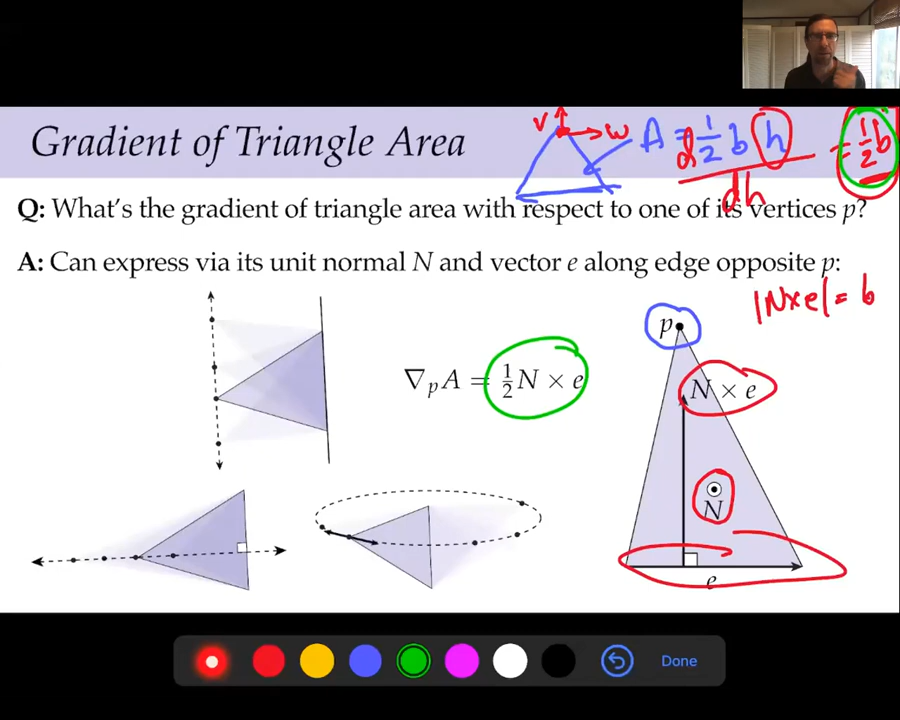 Gradient of Triangle Area
V
w
A = d 1/2 b h / dh = 1/2 b
Q: What's the gradient of triangle area with respect to one of its vertices p?
A: Can express via its unit normal N and vector e along edge opposite p:
|N×e| = b
p
∇ₚA = ½N × e
N × e
N
e
Done